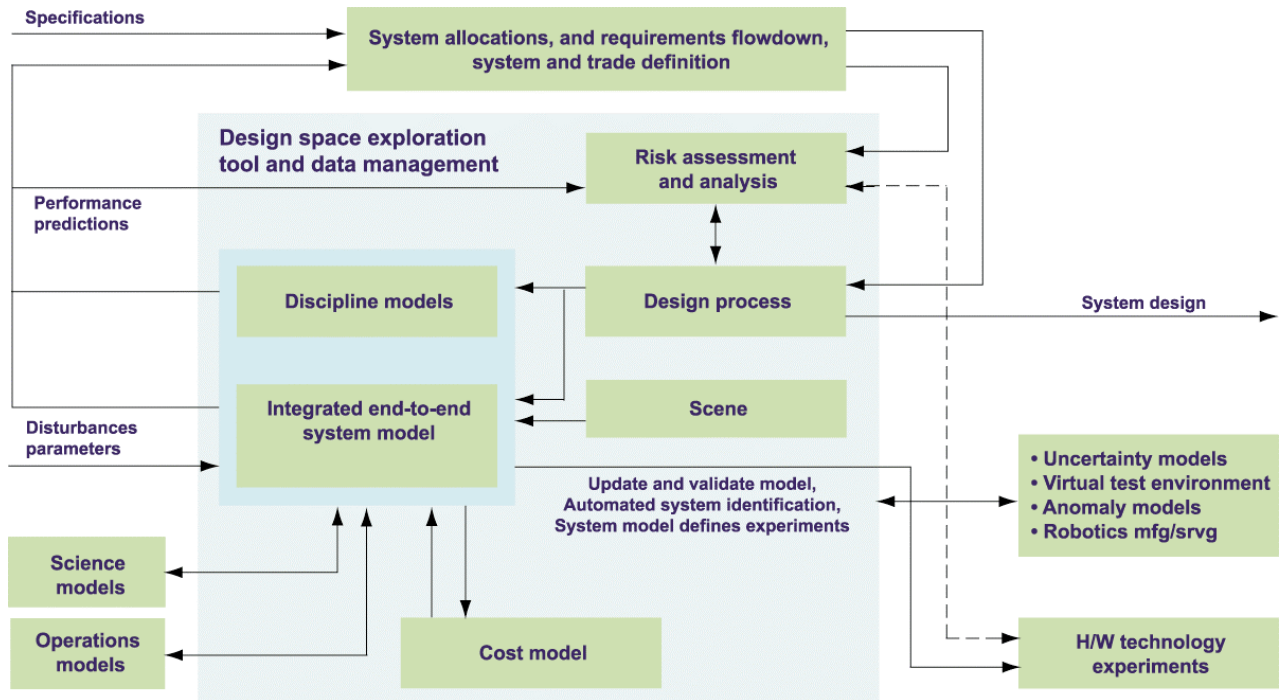 Specifications
System allocations, and requirements flowdown,
system and trade definition
Design space exploration
tool and data management
Risk assessment
and analysis
Performance
predictions
Discipline models
Design process
System design
Integrated end-to-end
system model
Scene
Disturbances
parameters
Update and validate model,
Automated system identification,
System model defines experiments
• Uncertainty models
• Virtual test environment
• Anomaly models
• Robotics mfg/srvg
Science
models
Operations
models
Cost model
H/W technology
experiments